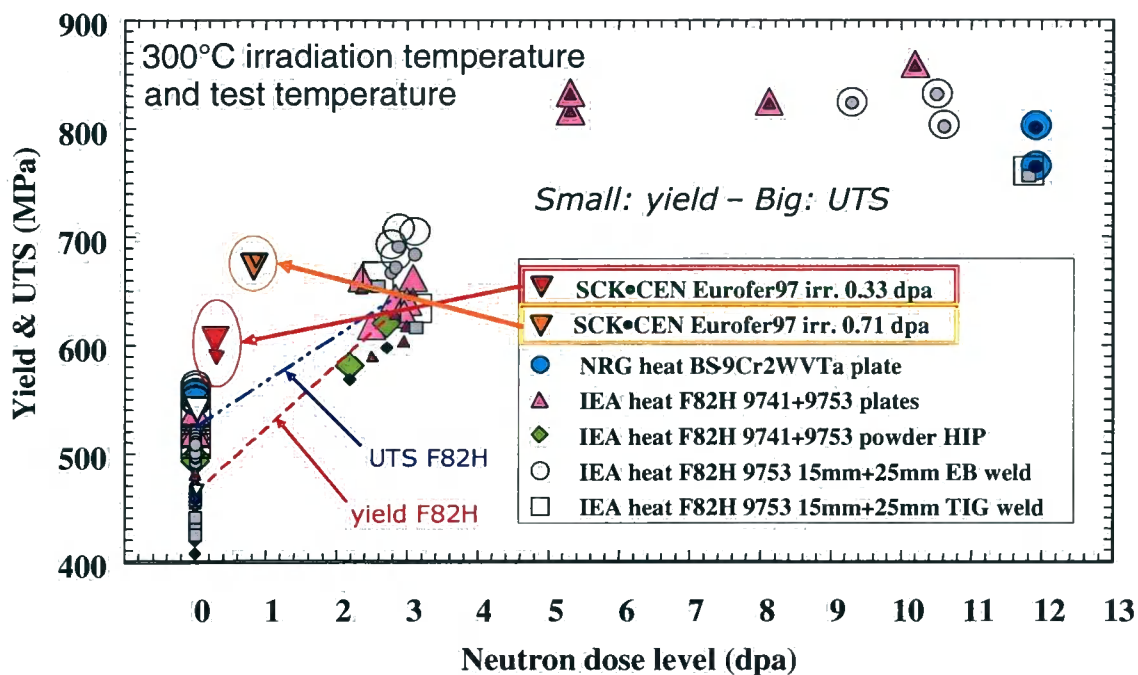 900
800
700
600
500
400
Yield & UTS (MPa)
300°C irradiation temperature
and test temperature
Small: yield – Big: UTS
SCK•CEN Eurofer97 irr. 0.33 dpa
SCK•CEN Eurofer97 irr. 0.71 dpa
NRG heat BS-9Cr2WVTa plate
IEA heat F82H 9741+9753 plates
IEA heat F82H 9741+9753 powder HIP
IEA heat F82H 9753 15mm+25mm EB weld
IEA heat F82H 9753 15mm+25mm TIG weld
UTS F82H
yield F82H
0 1 2 3 4 5 6 7 8 9 10 11 12 13
Neutron dose level (dpa)